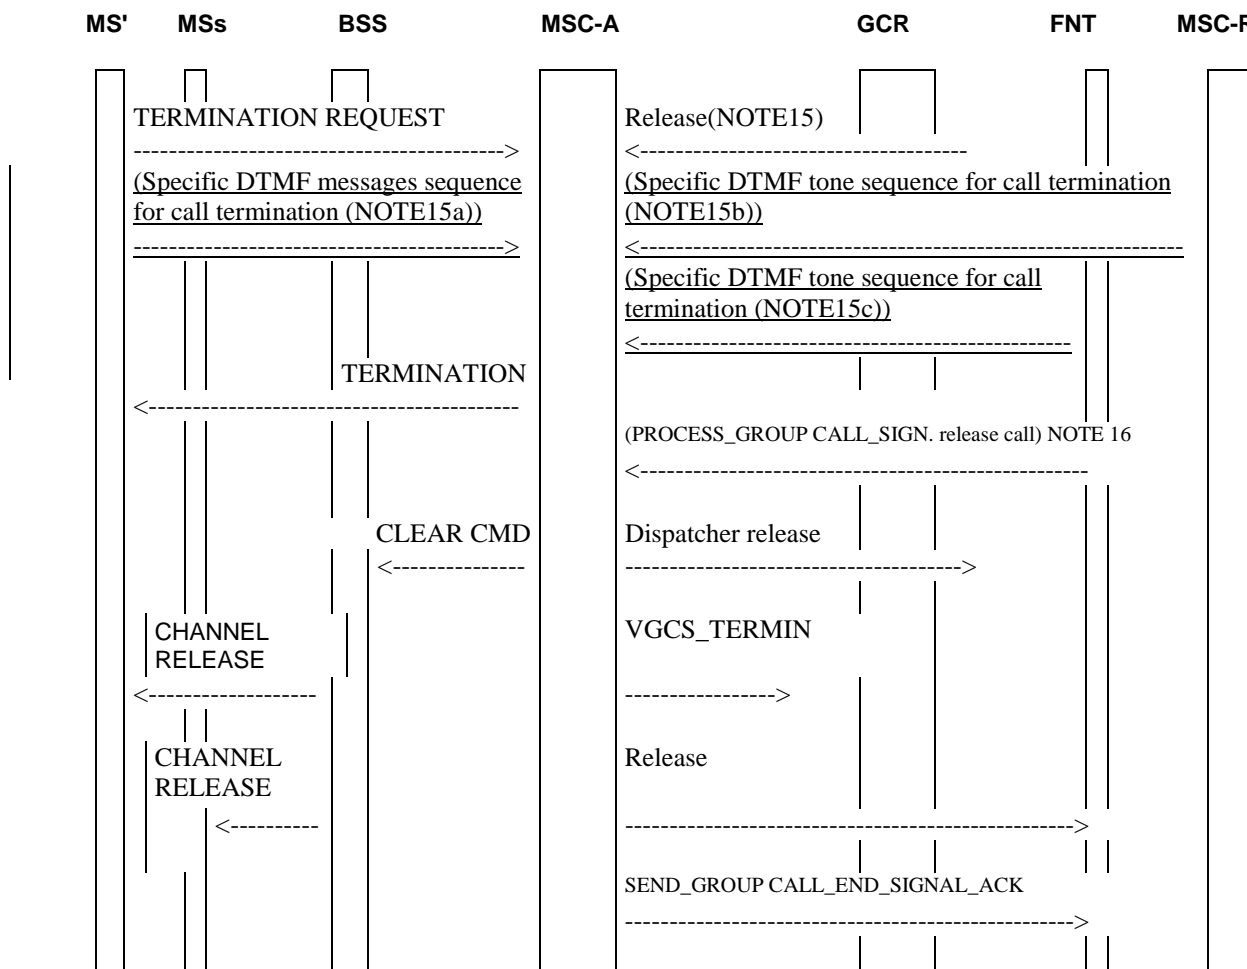 MS' MSs BSS MSC-A GCR FNT MSC-R
TERMINATION REQUEST
Release(NOTE15)
(Specific DTMF messages sequence
for call termination (NOTE15a))
(Specific DTMF tone sequence for call termination
(NOTE15b))
(Specific DTMF tone sequence for call
termination (NOTE15c))
TERMINATION
(PROCESS_GROUP CALL_SIGN. release call) NOTE 16
CLEAR CMD
Dispatcher release
CHANNEL
RELEASE
VGCS_TERMIN
CHANNEL
RELEASE
Release
SEND_GROUP CALL_END_SIGNAL_ACK